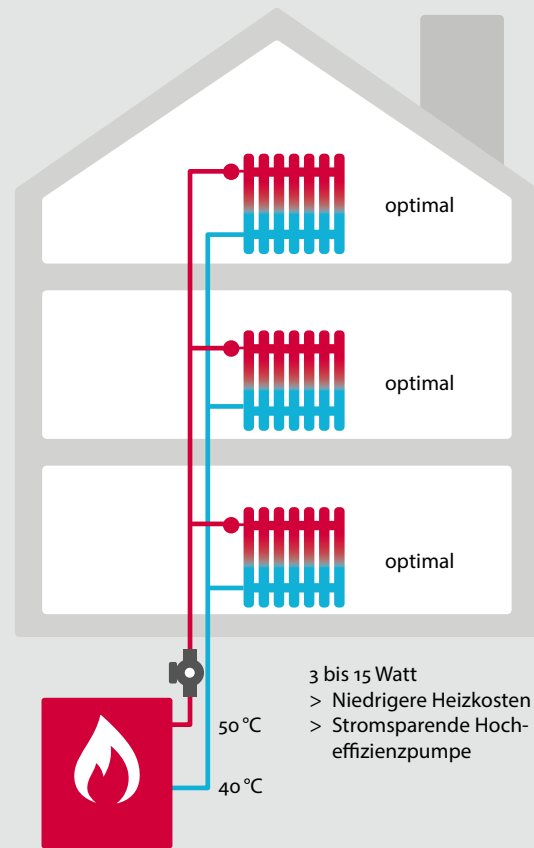 optimal
optimal
optimal
3 bis 15 Watt
> Niedrigere Heizkosten
> Stromsparende Hoch-
effizienzpumpe
50 °C
40 °C